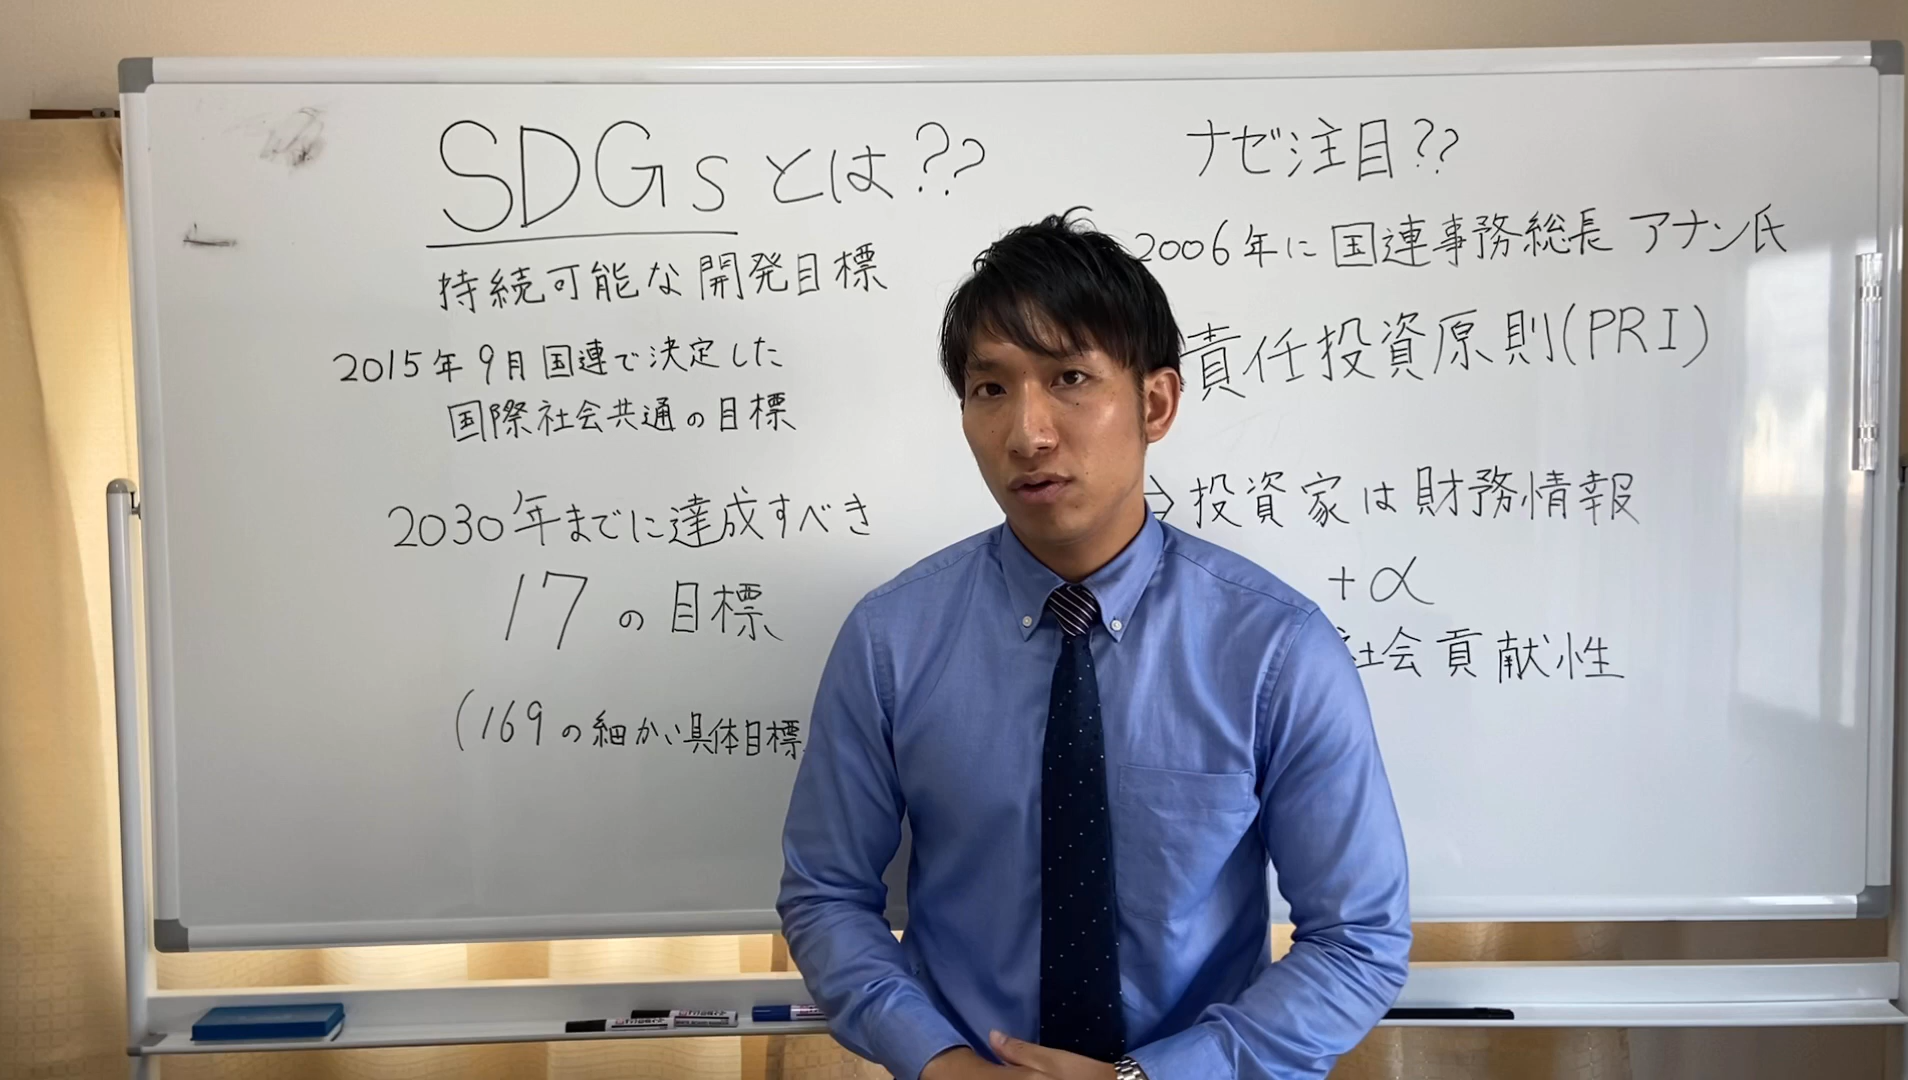 SDGsとは??
持続可能な開発目標
2015年9月国連で決定した
国際社会共通の目標
2030年までに達成すべき
17の目標
(169の細かい具体目標
ナゼ注目??
2006年に国連事務総長 アナン氏
責任投資原則(PRI)
⇒投資家は財務情報
+α
社会貢献性